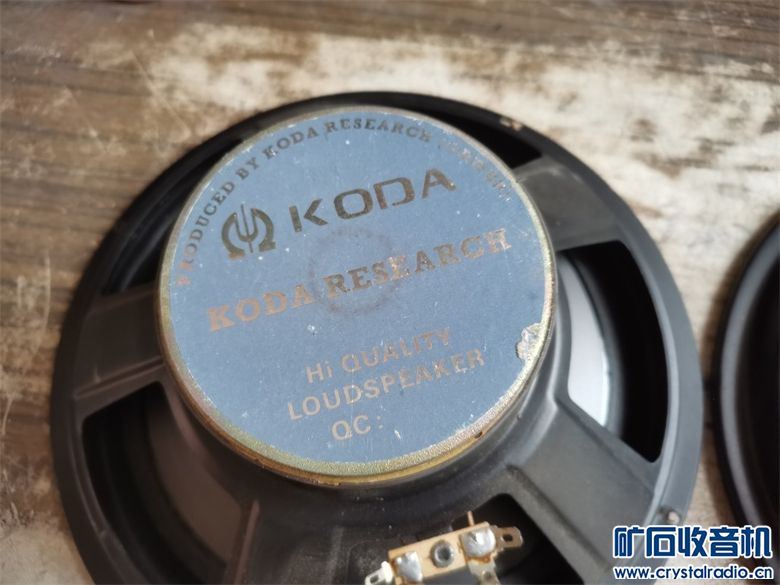 PRODUCED BY KODA RESEARCH
KODA
KODA RESEARCH
Hi QUALITY
LOUDSPEAKER
QC:
矿石收音机
www.crystalradio.cn